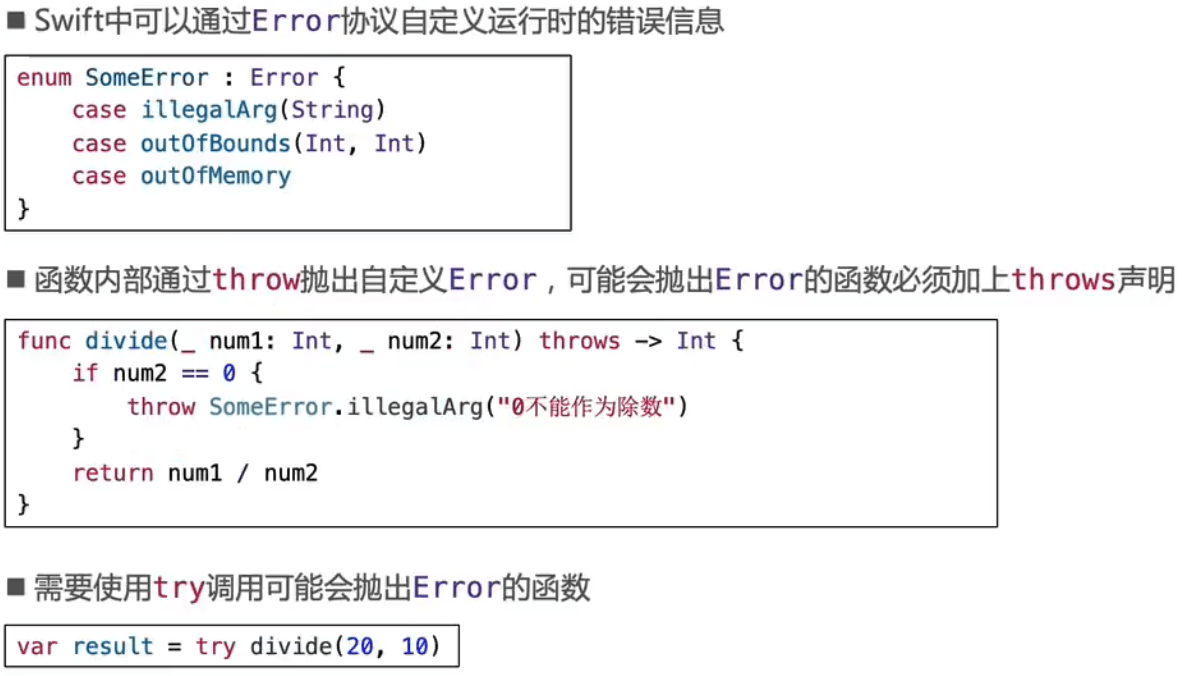 ■ Swift中可以通过Error协议自定义运行时的错误信息
enum SomeError : Error {
    case illegalArg(String)
    case outOfBounds(Int, Int)
    case outOfMemory
}
■ 函数内部通过throw抛出自定义Error，可能会抛出Error的函数必须加上throws声明
func divide(_ num1: Int, _ num2: Int) throws -> Int {
    if num2 == 0 {
        throw SomeError.illegalArg("0不能作为除数")
    }
    return num1 / num2
}
■ 需要使用try调用可能会抛出Error的函数
var result = try divide(20, 10)